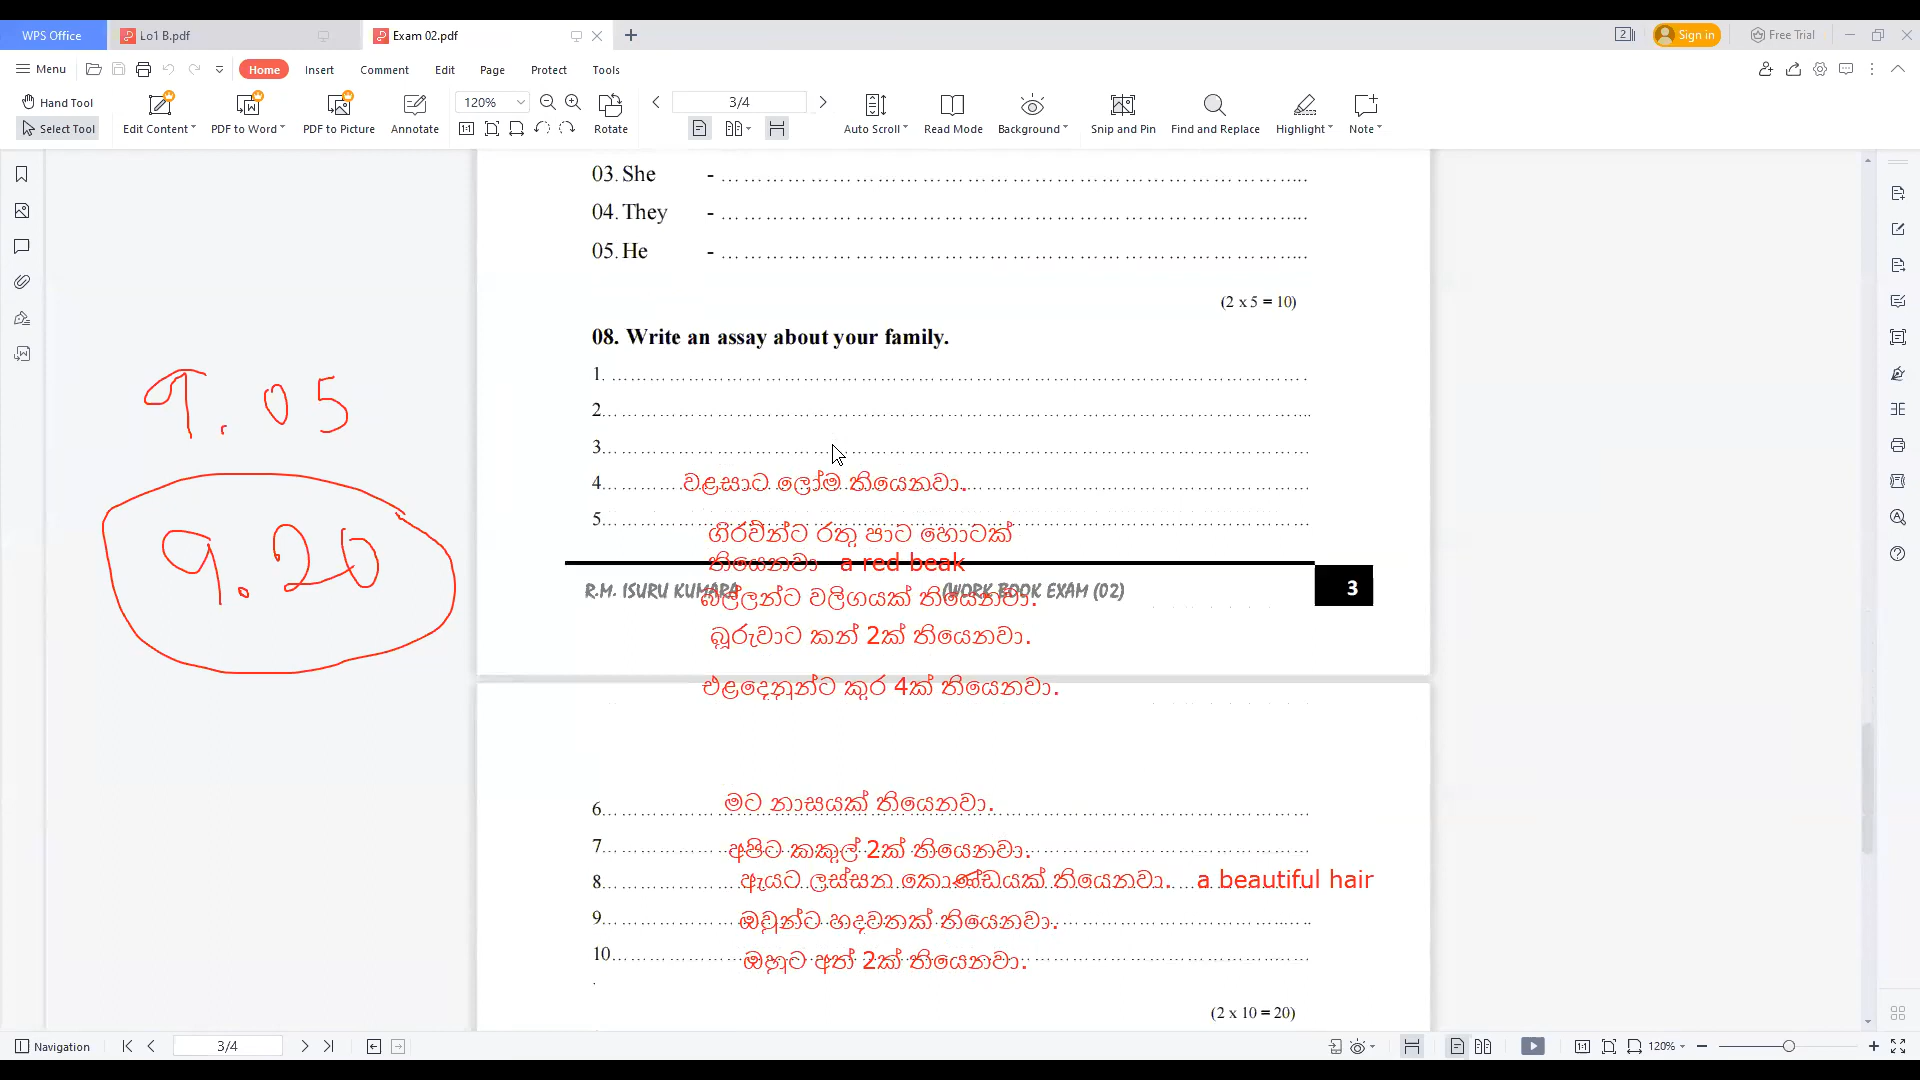 WPS Office
Lo1 B.pdf
Exam 02.pdf
2
Sign in
Free Trial
Menu
Home
Insert
Comment
Edit
Page
Protect
Tools
Hand Tool
Select Tool
Edit Content
PDF to Word
PDF to Picture
Annotate
120%
Rotate
3/4
Auto Scroll
Read Mode
Background
Snip and Pin
Find and Replace
Highlight
Note
03. She -
04. They -
05. He -
(2 x 5 = 10)
08. Write an assay about your family.
1.
2.
3.
4. වළසාට ලෝම තියෙනවා.
5.
ගිරව්න්ට රතු පාට හොටක්
තියෙනවා a red beak
R.M. ISURU KUMARA (WORK BOOK EXAM (02) 3
බල්ලන්ට වලිගයක් තියෙනවා.
බූරුවාට කන් 2ක් තියෙනවා.
එළදෙනුන්ට කුර 4ක් තියෙනවා.
6. මට නාසයක් තියෙනවා.
7. අපිට කකුල් 2ක් තියෙනවා.
8. ඇයට ලස්සන කොණ්ඩයක් තියෙනවා. a beautiful hair
9. ඔවුන්ට හදවතක් තියෙනවා.
10. ඔහුට අත් 2ක් තියෙනවා.
(2 x 10 = 20)
9.05
9.20
Navigation
3/4
120%